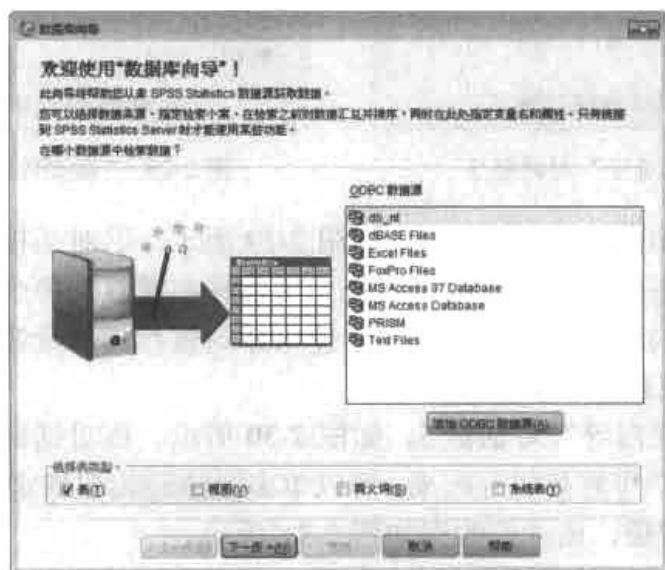 数据库向导
欢迎使用“数据库向导”！
此向导将帮助您从非 SPSS Statistics 数据源获取数据。
您可以选择数据来源、指定检索个案、在检索之前对数据汇总并排序，同时在此处指定变量名和属性。只有链接
到 SPSS Statistics Server 时才能使用某些功能。
在哪个数据源中检索数据？
ODBC 数据源
dBASE Files
Excel Files
FoxPro Files
MS Access 97 Database
MS Access Database
PRISM
Text Files
添加 ODBC 数据源(A)
选择表类型。
表(T)
视图(V)
同义词(S)
系统表(Y)
下一步 >(N)
取消
帮助